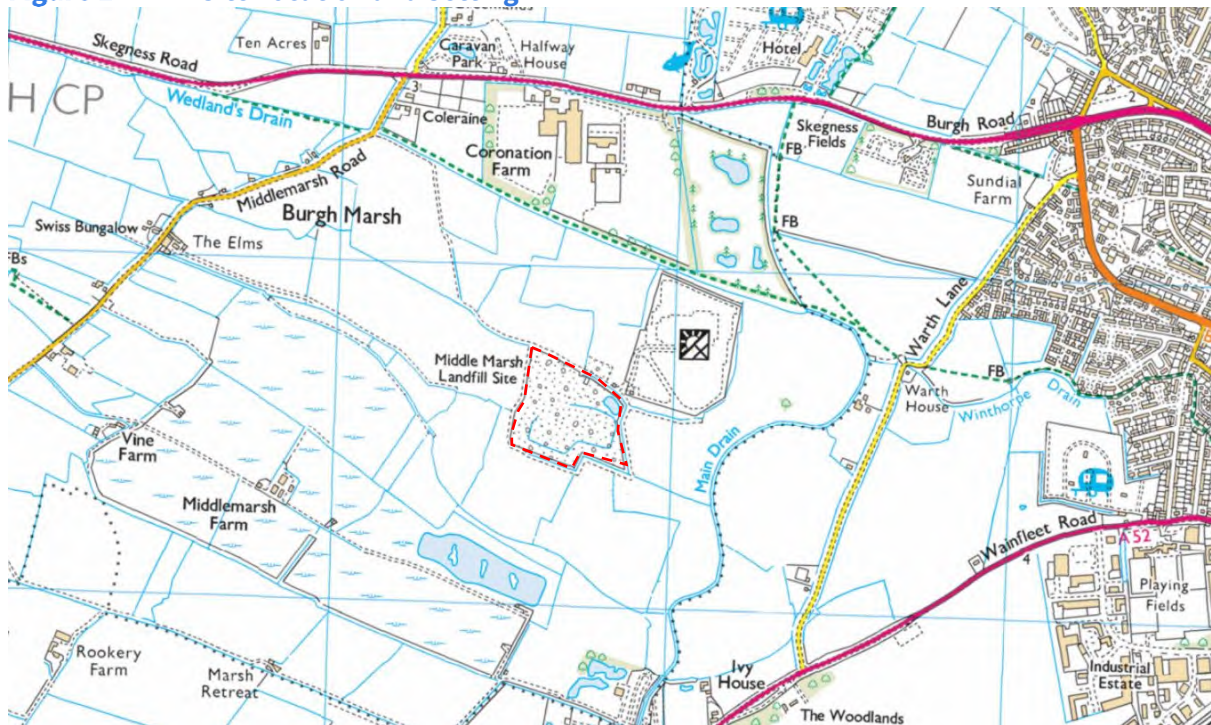 Skegness Road
Ten Acres
Caravan
Park
Halfway
House
Hotel
H CP
Wedland's Drain
3
Coleraine
Coronation
Farm
FB
Skegness
Fields
Burgh Road
2
Sundial
Farm
Middlemarsh Road
Burgh Marsh
Swiss Bungalow
The Elms
FBs
FB
Warth Lane
Middle Marsh
Landfill Site
Warth
House
FB
Winthorpe Drain
Main Drain
Vine
Farm
Middlemarsh
Farm
Wainfleet Road
A 52
4
Playing
Fields
Rookery
Farm
Marsh
Retreat
Ivy
House
Industrial
Estate
The Woodlands